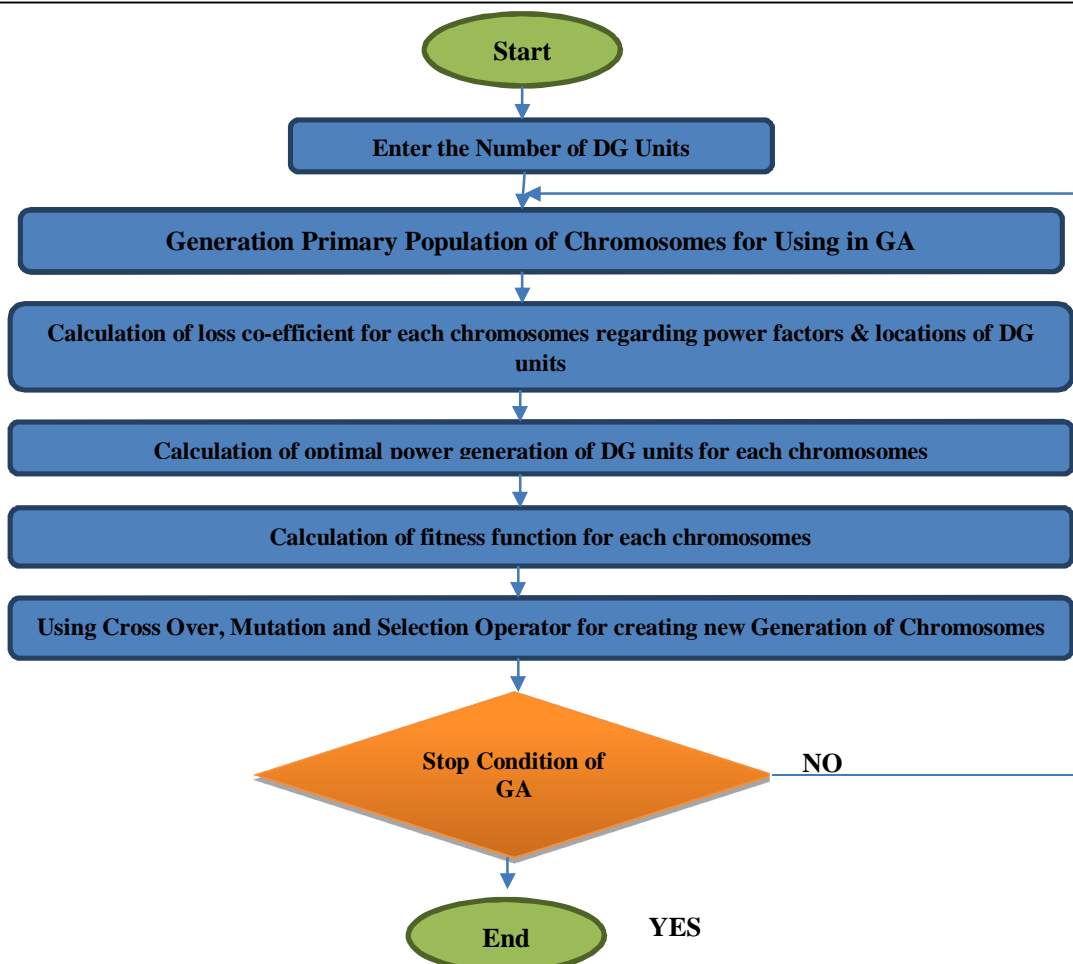 Start
Enter the Number of DG Units
Generation Primary Population of Chromosomes for Using in GA
Calculation of loss co-efficient for each chromosomes regarding power factors & locations of DG
units
Calculation of optimal power generation of DG units for each chromosomes
Calculation of fitness function for each chromosomes
Using Cross Over, Mutation and Selection Operator for creating new Generation of Chromosomes
Stop Condition of
GA
NO
End
YES